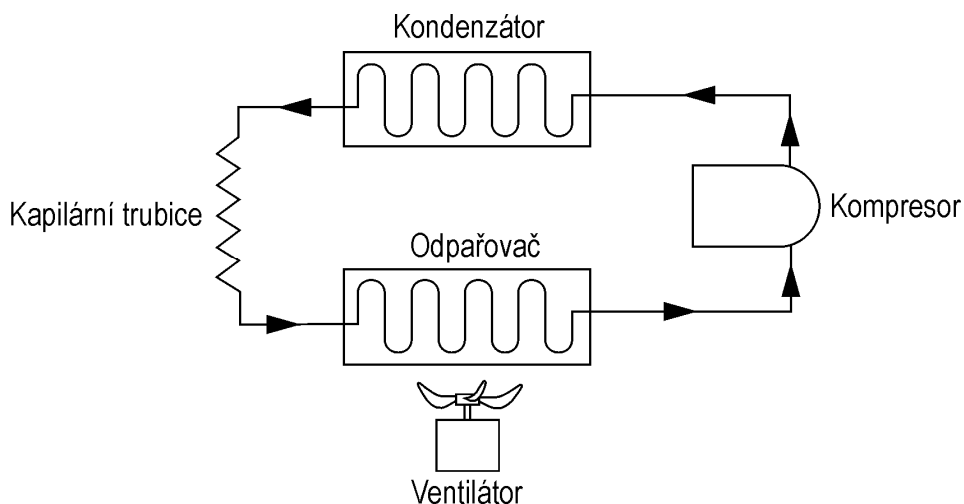 Kondenzátor
Kapilární trubice
Kompresor
Odpařovač
Ventilátor